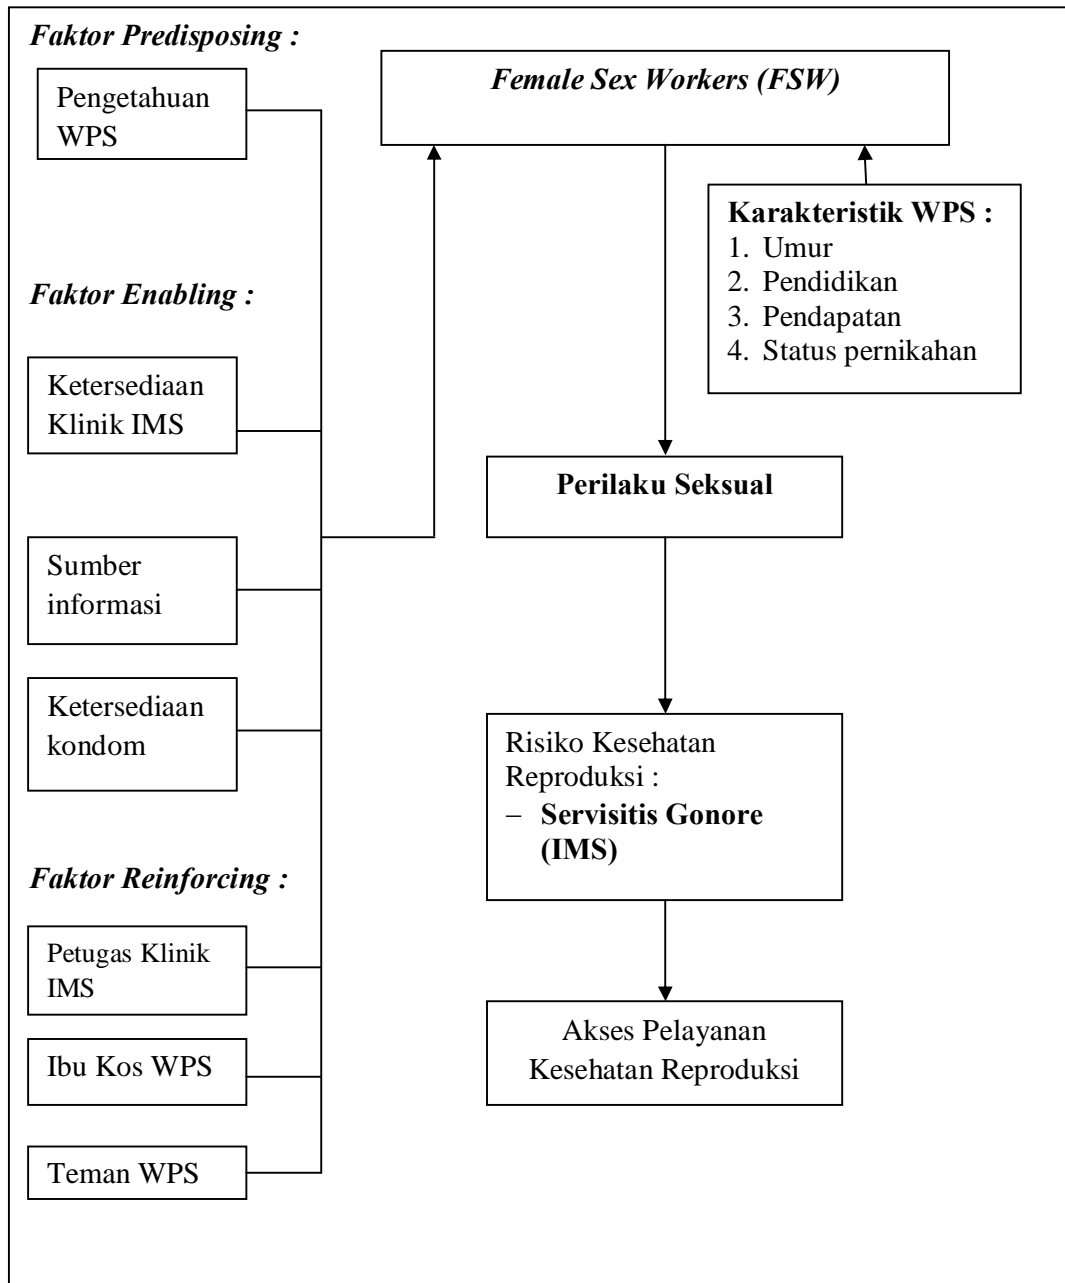 Faktor Predisposing :
Pengetahuan
WPS
Faktor Enabling :
Ketersediaan
Klinik IMS
Sumber
informasi
Ketersediaan
kondom
Faktor Reinforcing :
Petugas Klinik
IMS
Ibu Kos WPS
Teman WPS
Female Sex Workers (FSW)
Karakteristik WPS :
1. Umur
2. Pendidikan
3. Pendapatan
4. Status pernikahan
Perilaku Seksual
Risiko Kesehatan
Reproduksi :
– Servisitis Gonore
(IMS)
Akses Pelayanan
Kesehatan Reproduksi